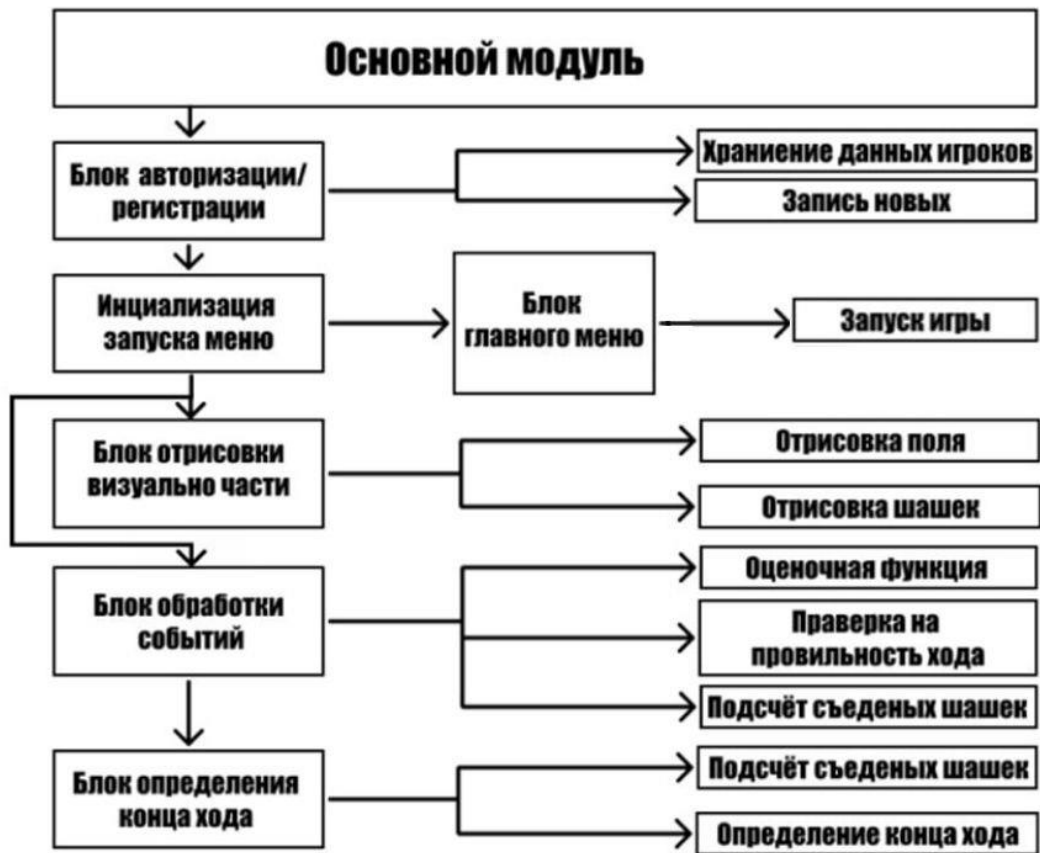 Основной модуль
Блок авторизации/
регистрации
Храниение данных игроков
Запись новых
Инциализация
запуска меню
Блок
главного меню
Запуск игры
Блок отрисовки
визуально части
Отрисовка поля
Отрисовка шашек
Блок обработки
событий
Оценочная функция
Праверка на
провильность хода
Подсчёт съеденых шашек
Блок определения
конца хода
Подсчёт съеденых шашек
Определение конца хода